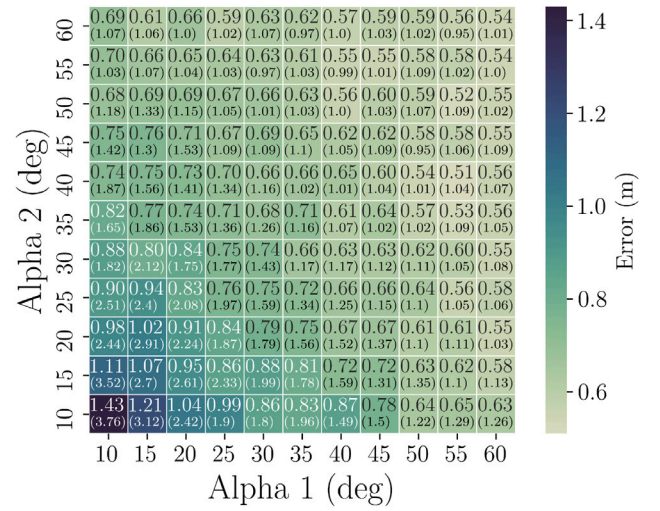 0.69 0.61 0.66 0.59 0.63 0.62 0.57 0.59 0.59 0.56 0.54
60
(1.07) (1.06) (1.0) (1.02) (1.07) (0.97) (1.0) (1.03) (1.02) (0.95) (1.01)
0.70 0.66 0.65 0.64 0.63 0.61 0.55 0.55 0.58 0.58 0.54
55
(1.03) (1.07) (1.04) (1.03) (0.97) (1.03) (0.99) (1.01) (1.09) (1.02) (1.0)
0.68 0.69 0.69 0.67 0.66 0.63 0.56 0.60 0.59 0.52 0.55
50
(1.18) (1.33) (1.15) (1.05) (1.01) (1.03) (1.0) (1.03) (1.07) (1.09) (1.02)
0.75 0.76 0.71 0.67 0.69 0.65 0.62 0.62 0.58 0.58 0.55
45
(1.42) (1.3) (1.53) (1.09) (1.09) (1.1) (1.05) (1.09) (0.95) (1.06) (1.09)
0.74 0.75 0.73 0.70 0.66 0.66 0.65 0.60 0.54 0.51 0.56
40
(1.87) (1.56) (1.41) (1.34) (1.16) (1.02) (1.01) (1.04) (1.01) (1.04) (1.07)
0.82 0.77 0.74 0.71 0.68 0.71 0.61 0.64 0.57 0.53 0.56
35
(1.65) (1.86) (1.53) (1.36) (1.26) (1.16) (1.07) (1.02) (1.02) (1.09) (1.05)
0.88 0.80 0.84 0.75 0.74 0.66 0.63 0.63 0.62 0.60 0.55
30
(1.82) (2.12) (1.75) (1.77) (1.43) (1.17) (1.17) (1.12) (1.11) (1.05) (1.08)
0.90 0.94 0.83 0.76 0.75 0.72 0.66 0.66 0.64 0.56 0.58
25
(2.51) (2.4) (2.08) (1.97) (1.59) (1.34) (1.25) (1.15) (1.1) (1.05) (1.06)
0.98 1.02 0.91 0.84 0.79 0.75 0.67 0.67 0.61 0.61 0.55
20
(2.44) (2.91) (2.24) (1.87) (1.79) (1.56) (1.52) (1.37) (1.1) (1.11) (1.03)
1.11 1.07 0.95 0.86 0.88 0.81 0.72 0.72 0.63 0.62 0.58
15
(3.52) (2.7) (2.61) (2.33) (1.99) (1.78) (1.59) (1.31) (1.35) (1.1) (1.13)
1.43 1.21 1.04 0.99 0.86 0.83 0.87 0.78 0.64 0.65 0.63
10
(3.76) (3.12) (2.42) (1.9) (1.8) (1.96) (1.49) (1.5) (1.22) (1.29) (1.26)
10 15 20 25 30 35 40 45 50 55 60
Alpha 1 (deg)
Alpha 2 (deg)
1.4
1.2
1.0
0.8
0.6
Error (m)